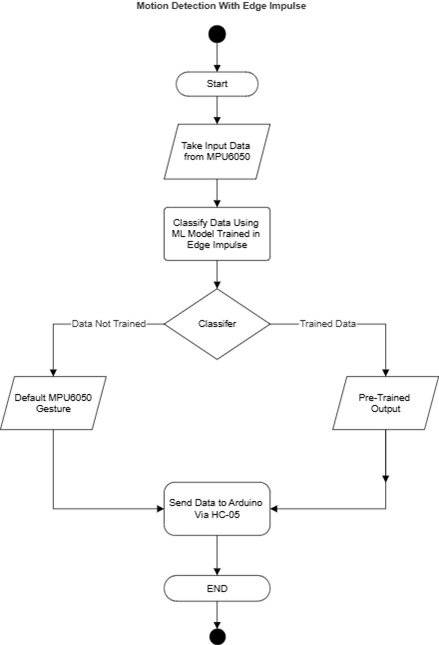 Motion Detection With Edge Impulse
Start
Take Input Data
from MPU6050
Classify Data Using
ML Model Trained in
Edge Impulse
Data Not Trained
Classifer
Trained Data
Default MPU6050
Gesture
Pre-Trained
Output
Send Data to Arduino
Via HC-05
END